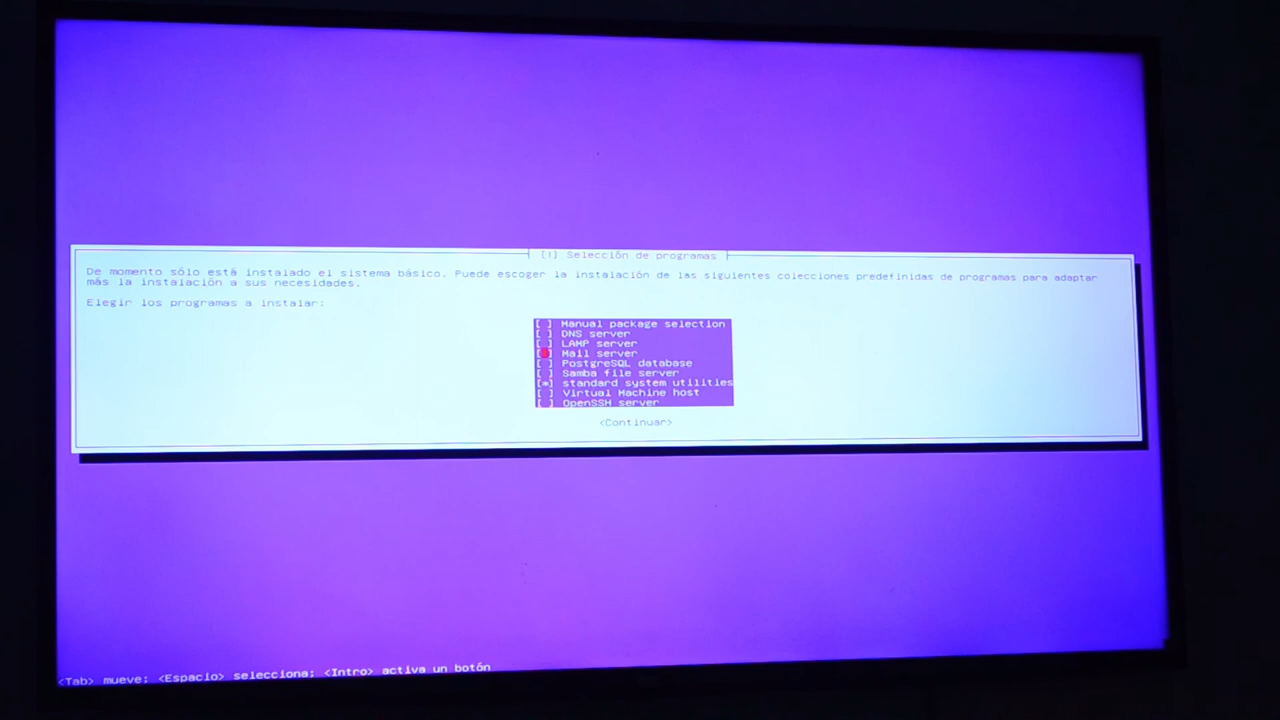 [!] Selección de programas
De momento sólo está instalado el sistema básico. Puede escoger la instalación de las siguientes colecciones predefinidas de programas para adaptar
más la instalación a sus necesidades.
Elegir los programas a instalar:
[ ] Manual package selection
[ ] DNS server
[ ] LAMP server
[ ] Mail server
[ ] PostgreSQL database
[ ] Samba file server
[*] standard system utilities
[ ] Virtual Machine host
[ ] OpenSSH server
<Continuar>
<Tab> mueve; <Espacio> selecciona; <Intro> activa un botón